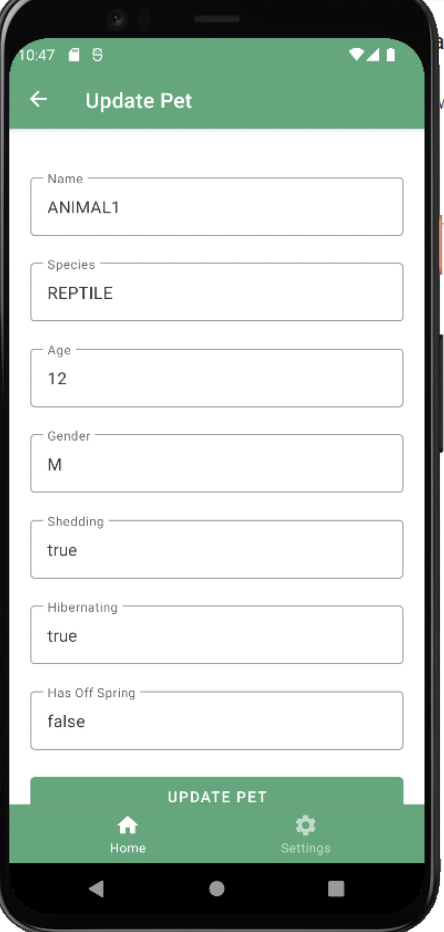 10:47
Update Pet
Name
ANIMAL1
Species
REPTILE
Age
12
Gender
M
Shedding
true
Hibernating
true
Has Off Spring
false
UPDATE PET
Home
Settings